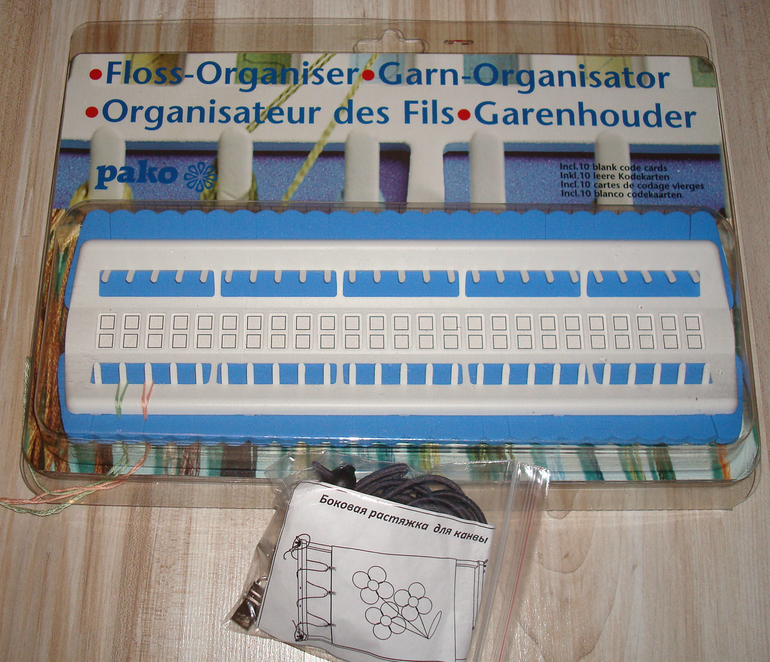 •Floss-Organiser•Garn-Organisator
•Organisateur des Fils•Garenhouder
pako
Incl.10 blank code cards
Inkl.10 leere Kodekarten
Incl.10 cartes de codage vierges
Incl.10 blanco codekaarten
Боковая растяжка для канвы